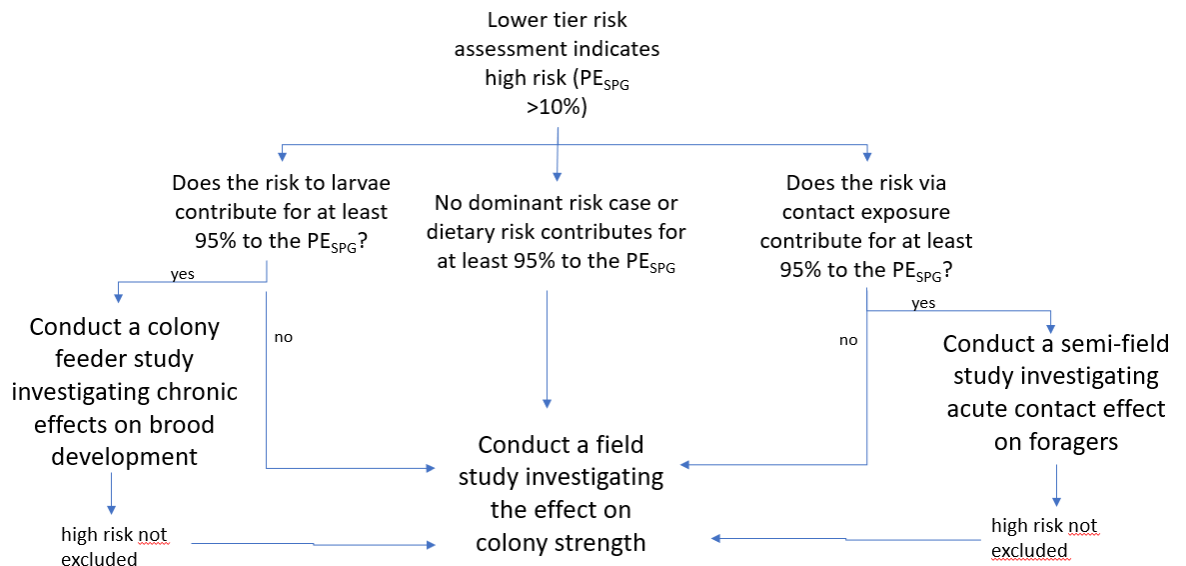 Lower tier risk
assessment indicates
high risk (PESPG
>10%)
Does the risk to larvae
contribute for at least
95% to the PESPG?
No dominant risk case or
dietary risk contributes for
at least 95% to the PESPG
Does the risk via
contact exposure
contribute for at least
95% to the PESPG?
yes
no
yes
no
Conduct a colony
feeder study
investigating chronic
effects on brood
development
Conduct a semi-field
study investigating
acute contact effect
on foragers
Conduct a field
study investigating
the effect on
colony strength
high risk not
excluded
high risk not
excluded